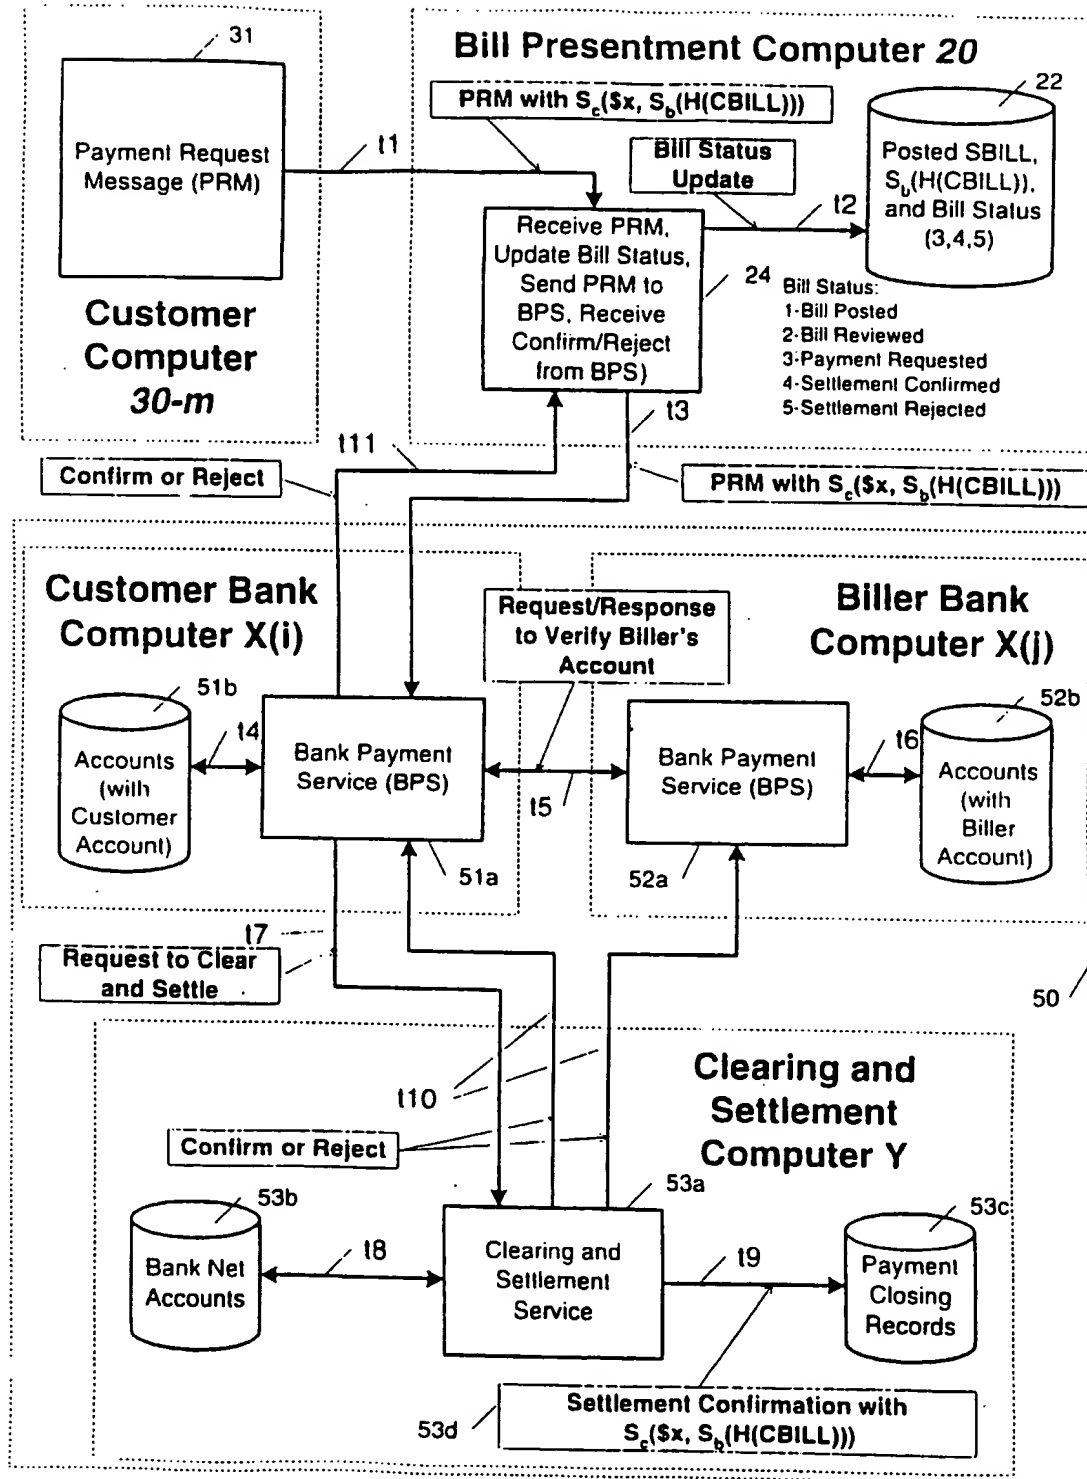 31
Payment Request
Message (PRM)
Customer
Computer
30-m
t1
Bill Presentment Computer 20
PRM with Sc($x, Sb(H(CBILL)))
Bill Status
Update
t2
22
Posted SBILL,
Sb(H(CBILL)),
and Bill Status
(3,4,5)
Receive PRM,
Update Bill Status,
Send PRM to
BPS, Receive
Confirm/Reject
from BPS)
24
Bill Status:
1-Bill Posted
2-Bill Reviewed
3-Payment Requested
4-Settlement Confirmed
5-Settlement Rejected
t3
t11
Confirm or Reject
PRM with Sc($x, Sb(H(CBILL)))
Customer Bank
Computer X(i)
Request/Response
to Verify Biller's
Account
Biller Bank
Computer X(j)
51b
t4
Accounts
(with
Customer
Account)
Bank Payment
Service (BPS)
51a
t5
Bank Payment
Service (BPS)
52a
t6
52b
Accounts
(with
Biller
Account)
t7
Request to Clear
and Settle
50
Clearing and
Settlement
Computer Y
t10
Confirm or Reject
53b
Bank Net
Accounts
t8
53a
Clearing and
Settlement
Service
t9
53c
Payment
Closing
Records
53d
Settlement Confirmation with
Sc($x, Sb(H(CBILL)))